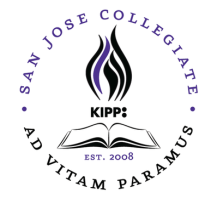 • SAN JOSE COLLEGIATE •
KIPP:
EST. 2008
AD VITAM PARAMUS